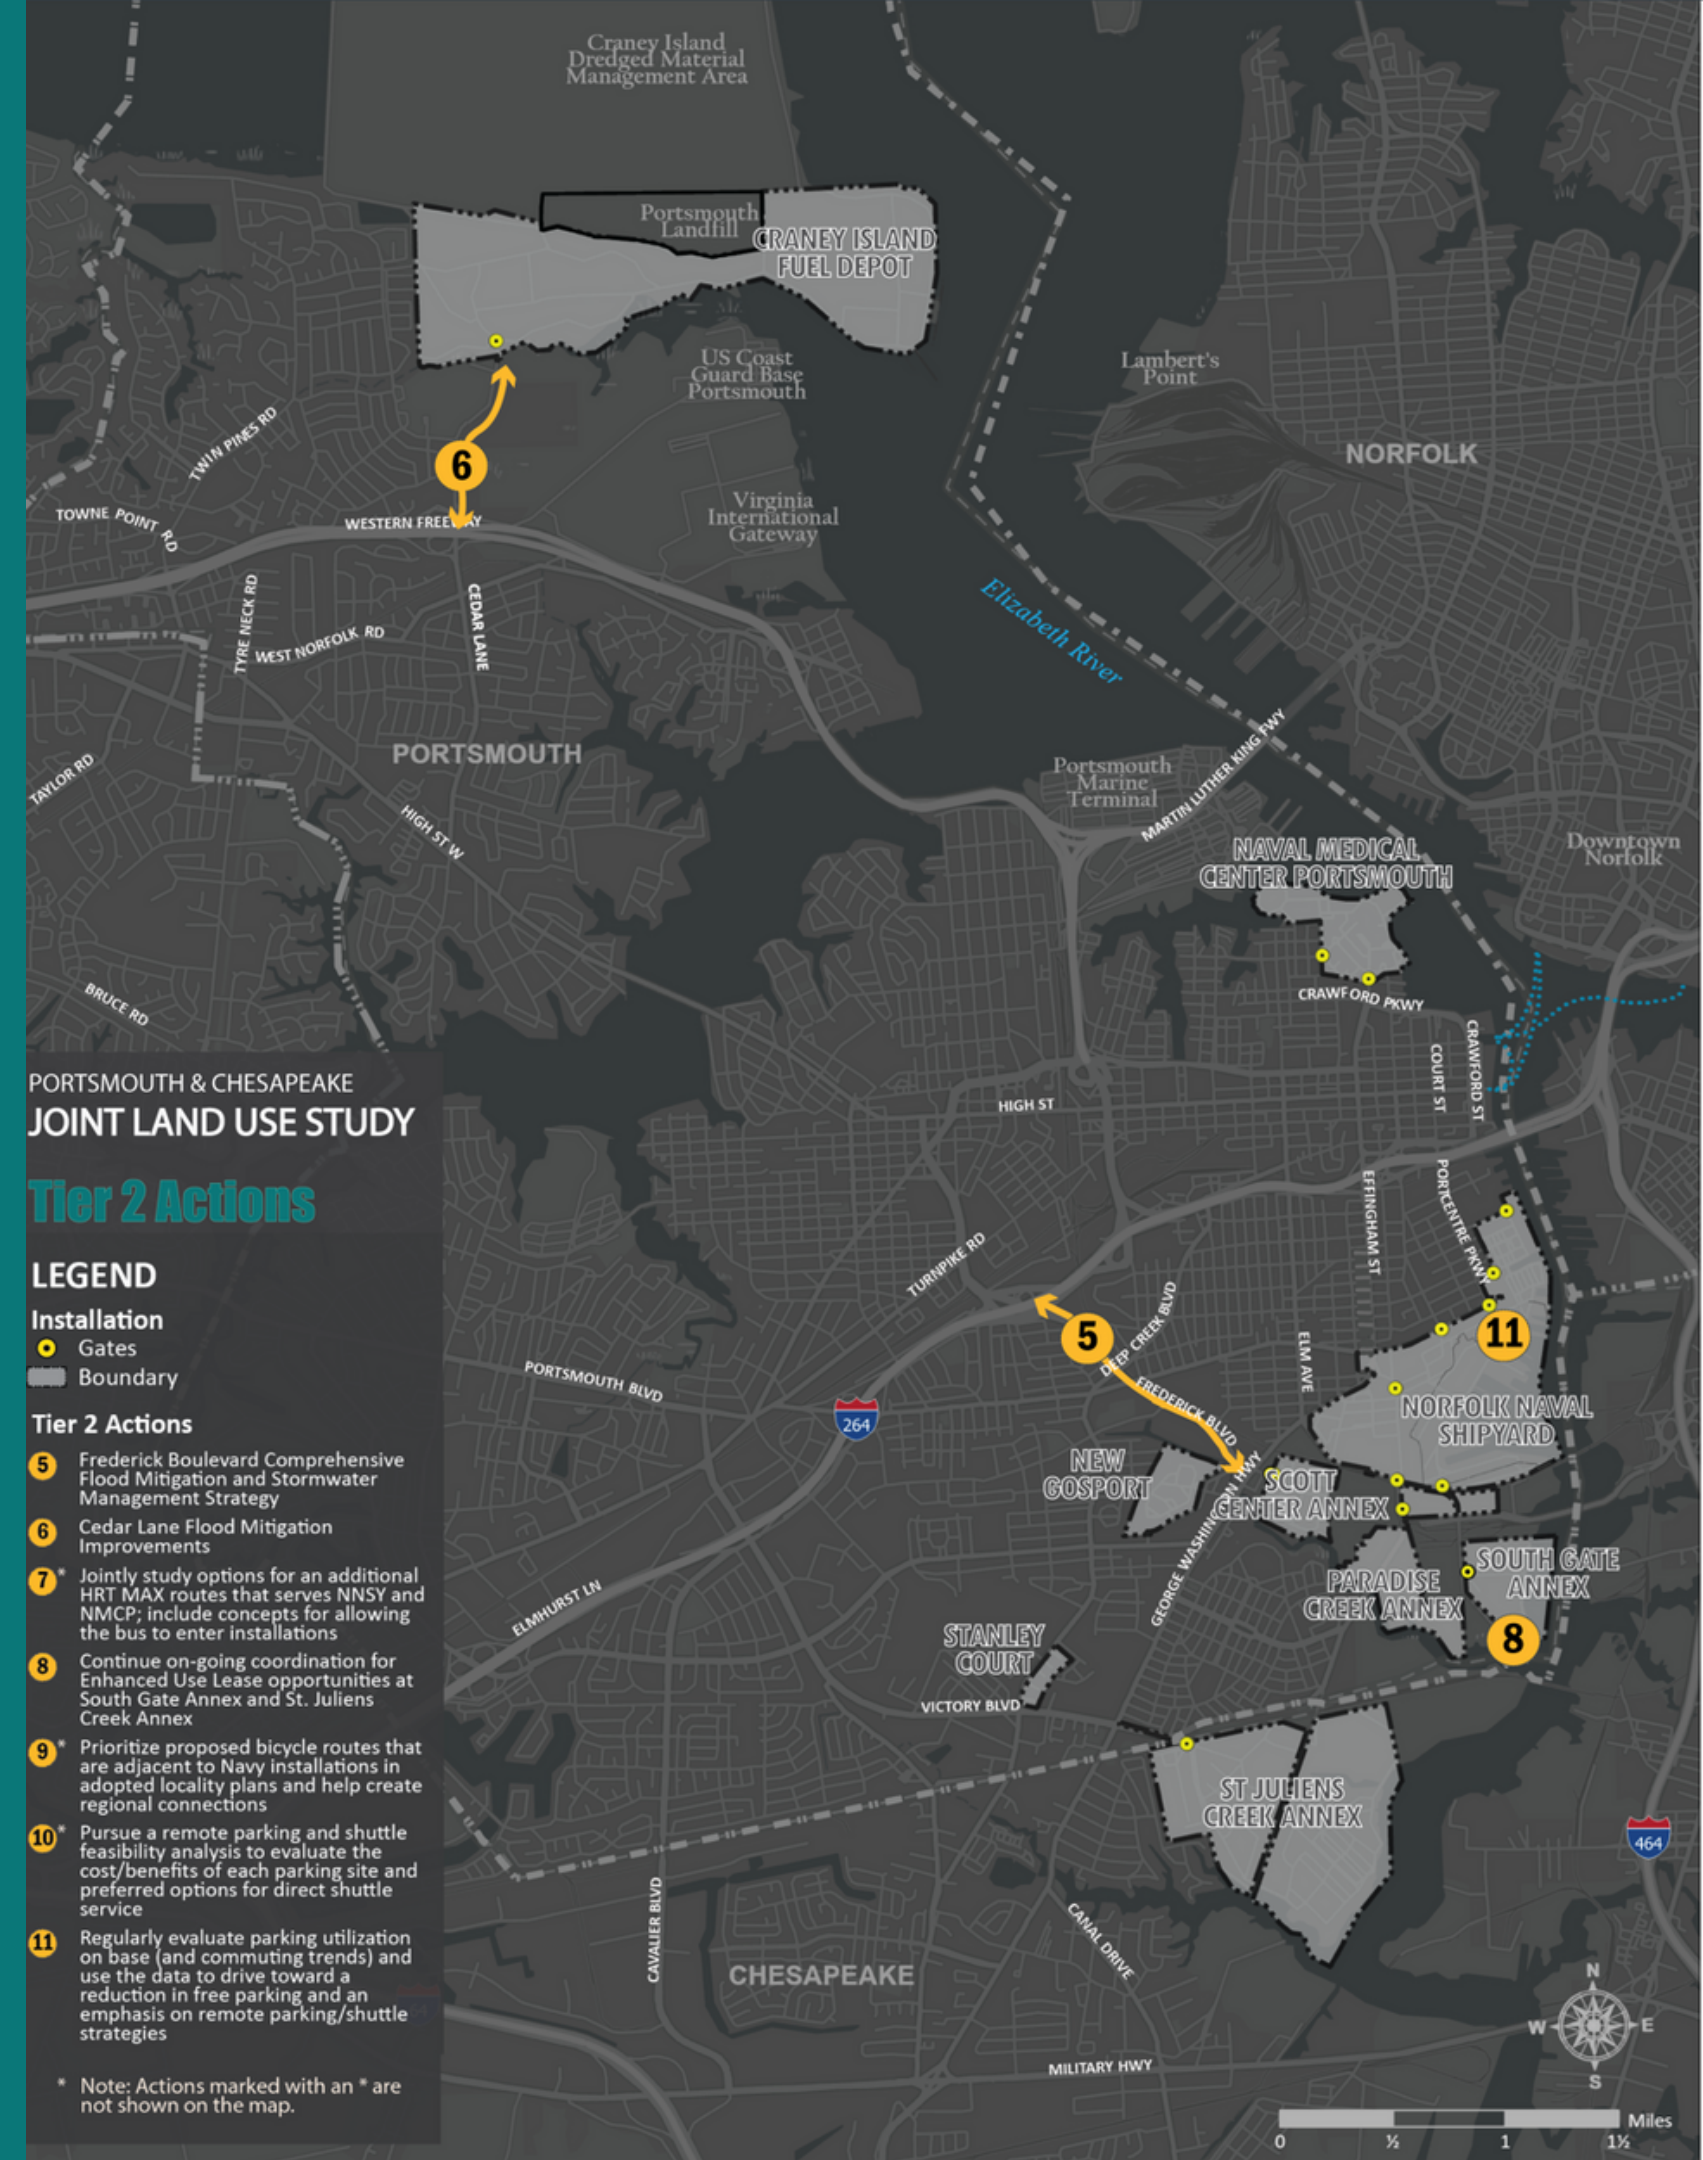 Craney Island
Dredged Material
Management Area
Portsmouth
Landfill
CRANEY ISLAND
FUEL DEPOT
US Coast
Guard Base
Portsmouth
Lambert's
Point
NORFOLK
6
TWIN PINES RD
TOWNE POINT RD
WESTERN FREEWAY
Virginia
International
Gateway
Elizabeth River
TYRE NECK RD
WEST NORFOLK RD
CEDAR LANE
PORTSMOUTH
TAYLOR RD
HIGH ST W
Portsmouth
Marine
Terminal
MARTIN LUTHER KING FWY
Downtown
Norfolk
NAVAL MEDICAL
CENTER PORTSMOUTH
BRUCE RD
CRAWFORD PKWY
CRAWFORD ST
COURT ST
HIGH ST
EFFINGHAM ST
PORTCENTRE PKWY
TURNPIKE RD
5
DEEP CREEK BLVD
ELM AVE
11
FREDERICK BLVD
PORTSMOUTH BLVD
264
NORFOLK NAVAL
SHIPYARD
NEW
GOSPORT
SCOTT
CENTER ANNEX
GEORGE WASHINGTON HWY
SOUTH GATE
ANNEX
PARADISE
CREEK ANNEX
8
ELMHURST LN
STANLEY
COURT
VICTORY BLVD
ST JULIENS
CREEK ANNEX
464
CAVALIER BLVD
CANAL DRIVE
CHESAPEAKE
MILITARY HWY
N
W
E
S
Miles
0 ½ 1 1½
PORTSMOUTH & CHESAPEAKE
JOINT LAND USE STUDY
Tier 2 Actions
LEGEND
Installation
Gates
Boundary
Tier 2 Actions
5 Frederick Boulevard Comprehensive
Flood Mitigation and Stormwater
Management Strategy
6 Cedar Lane Flood Mitigation
Improvements
7 * Jointly study options for an additional
HRT MAX routes that serves NNSY and
NMCP; include concepts for allowing
the bus to enter installations
8 Continue on-going coordination for
Enhanced Use Lease opportunities at
South Gate Annex and St. Juliens
Creek Annex
9 * Prioritize proposed bicycle routes that
are adjacent to Navy installations in
adopted locality plans and help create
regional connections
10 * Pursue a remote parking and shuttle
feasibility analysis to evaluate the
cost/benefits of each parking site and
preferred options for direct shuttle
service
11 Regularly evaluate parking utilization
on base (and commuting trends) and
use the data to drive toward a
reduction in free parking and an
emphasis on remote parking/shuttle
strategies
* Note: Actions marked with an * are
not shown on the map.